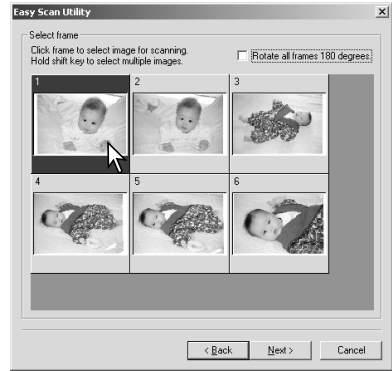 Easy Scan Utility
Select frame
Click frame to select image for scanning.
Hold shift key to select multiple images.
Rotate all frames 180 degrees.
1 2 3
4 5 6
< Back Next > Cancel